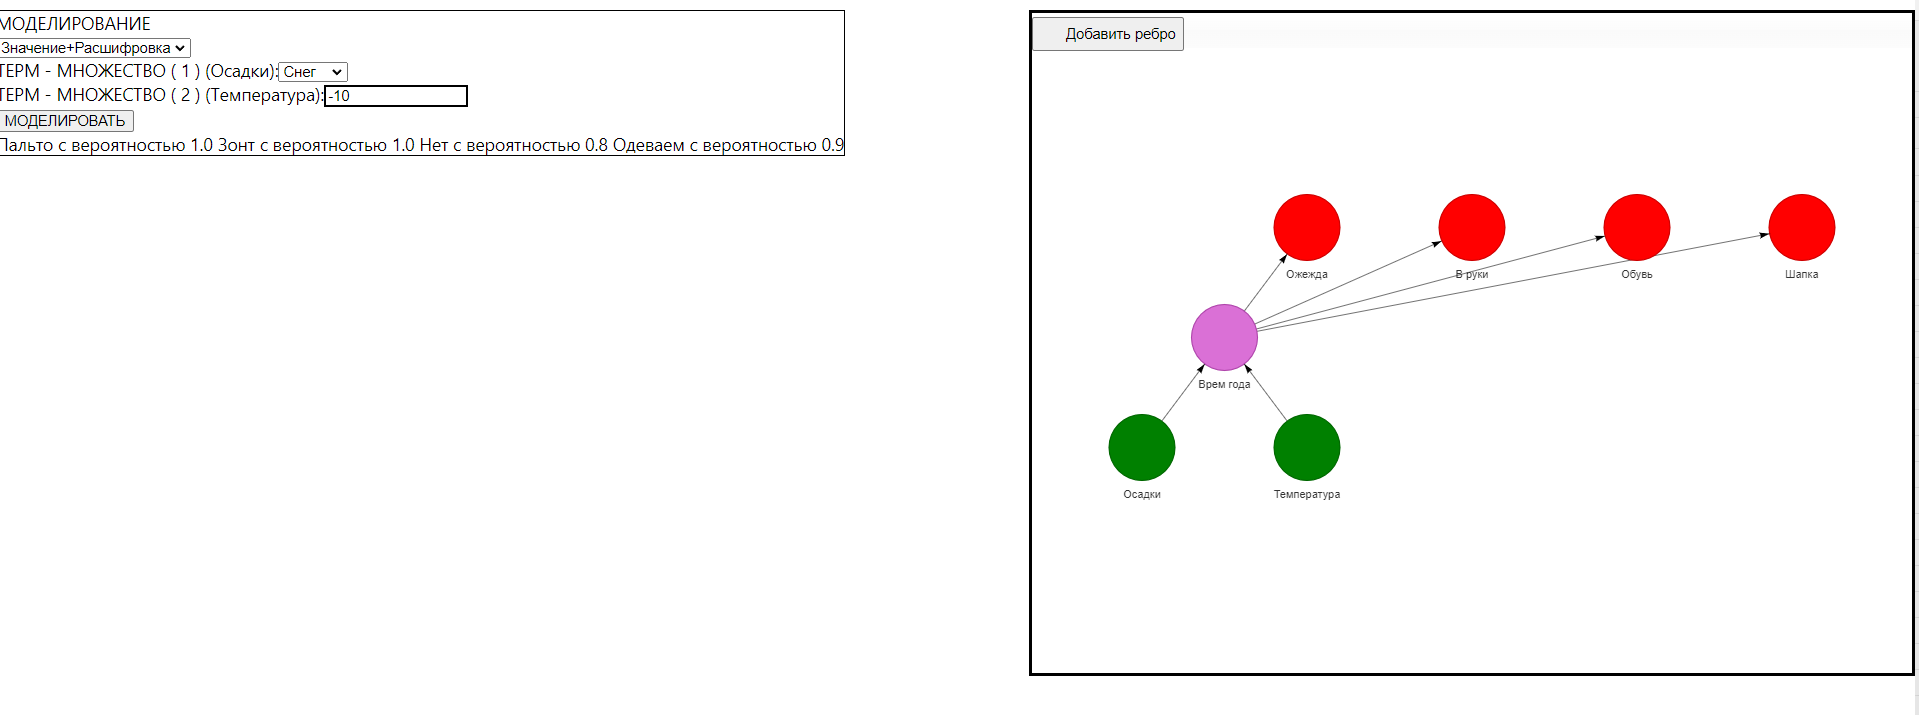 МОДЕЛИРОВАНИЕ
Значение+Расшифровка
ТЕРМ - МНОЖЕСТВО ( 1 ) (Осадки): Снег
ТЕРМ - МНОЖЕСТВО ( 2 ) (Температура): -10
МОДЕЛИРОВАТЬ
Пальто с вероятностью 1.0 Зонт с вероятностью 1.0 Нет с вероятностью 0.8 Одеваем с вероятностью 0.9
Добавить ребро
Ожежда
В руки
Обувь
Шапка
Врем года
Осадки
Температура